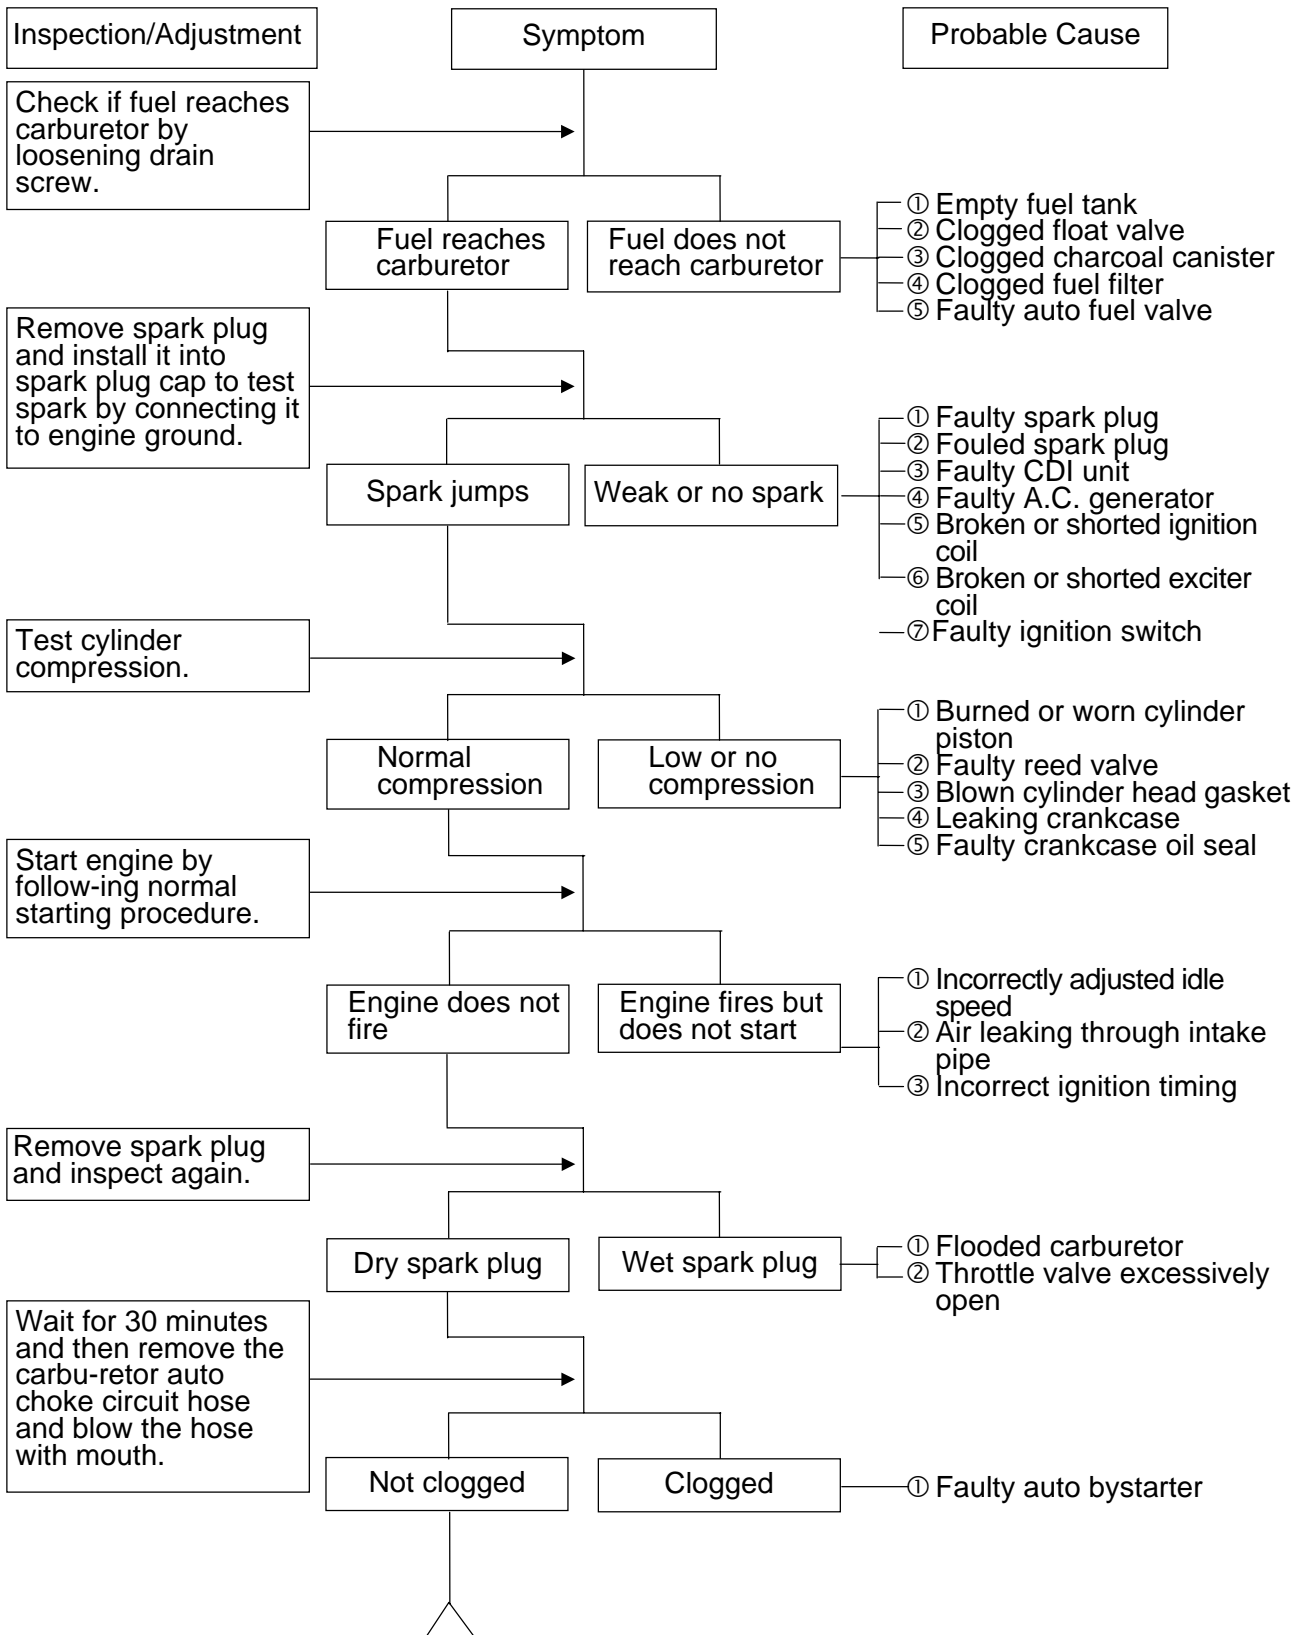 Inspection/Adjustment
Symptom
Probable Cause
Check if fuel reaches
carburetor by
loosening drain
screw.
Fuel reaches
carburetor
Fuel does not
reach carburetor
① Empty fuel tank
② Clogged float valve
③ Clogged charcoal canister
④ Clogged fuel filter
⑤ Faulty auto fuel valve
Remove spark plug
and install it into
spark plug cap to test
spark by connecting it
to engine ground.
Spark jumps
Weak or no spark
① Faulty spark plug
② Fouled spark plug
③ Faulty CDI unit
④ Faulty A.C. generator
⑤ Broken or shorted ignition
coil
⑥ Broken or shorted exciter
coil
⑦Faulty ignition switch
Test cylinder
compression.
Normal
compression
Low or no
compression
① Burned or worn cylinder
piston
② Faulty reed valve
③ Blown cylinder head gasket
④ Leaking crankcase
⑤ Faulty crankcase oil seal
Start engine by
follow-ing normal
starting procedure.
Engine does not
fire
Engine fires but
does not start
① Incorrectly adjusted idle
speed
② Air leaking through intake
pipe
③ Incorrect ignition timing
Remove spark plug
and inspect again.
Dry spark plug
Wet spark plug
① Flooded carburetor
② Throttle valve excessively
open
Wait for 30 minutes
and then remove the
carbu-retor auto
choke circuit hose
and blow the hose
with mouth.
Not clogged
Clogged
① Faulty auto bystarter